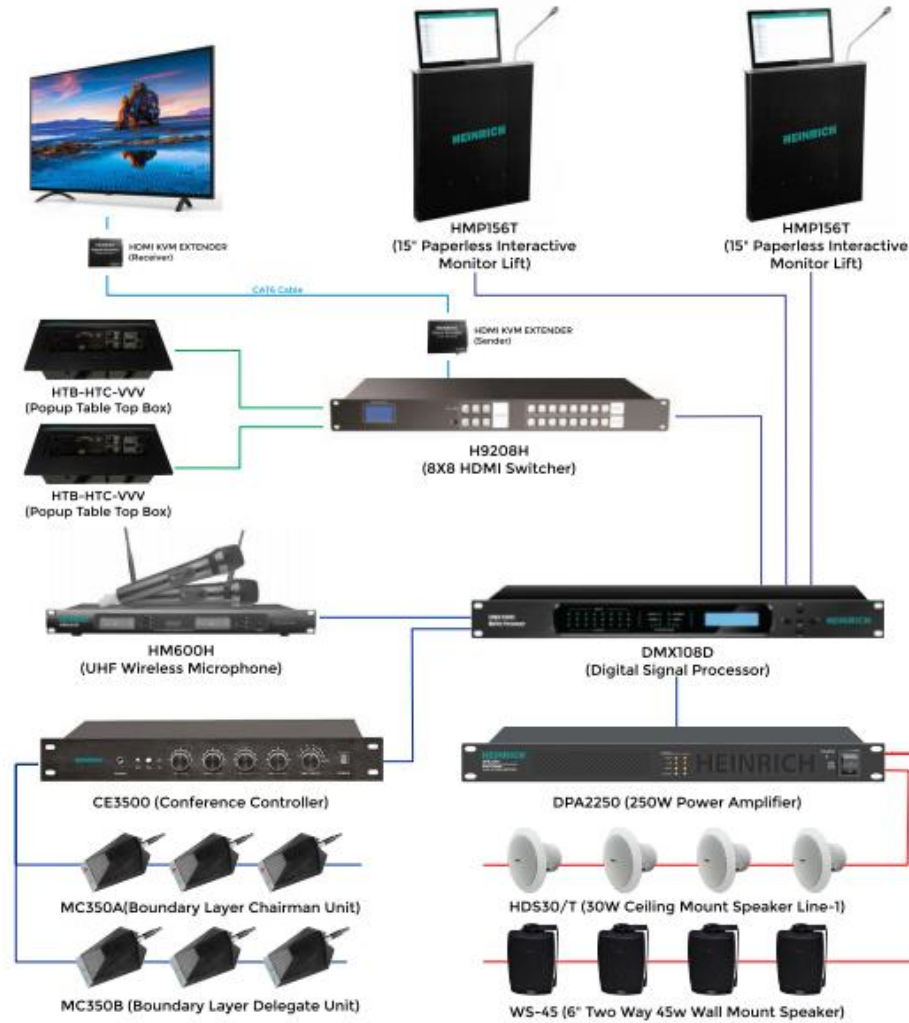 HEINRICH
HEINRICH
HMP156T
(15" Paperless Interactive
Monitor Lift)
HMP156T
(15" Paperless Interactive
Monitor Lift)
HDMI KVM EXTENDER
(Receiver)
CAT6 Cable
HDMI KVM EXTENDER
(Sender)
HTB-HTC-VVV
(Popup Table Top Box)
H9208H
(8X8 HDMI Switcher)
HTB-HTC-VVV
(Popup Table Top Box)
HEINRICH
HM600H
(UHF Wireless Microphone)
DMX108D
(Digital Signal Processor)
HEINRICH
HEINRICH
HEINRICH
CE3500 (Conference Controller)
DPA2250 (250W Power Amplifier)
MC350A(Boundary Layer Chairman Unit)
HDS30/T (30W Ceiling Mount Speaker Line-1)
MC350B (Boundary Layer Delegate Unit)
WS-45 (6" Two Way 45w Wall Mount Speaker)